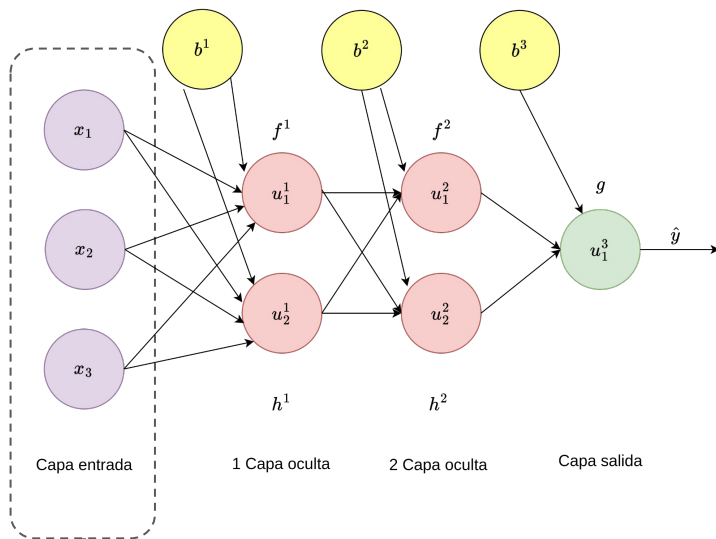 b¹ b² b³
x₁ f¹ f²
u₁¹ u₁² g
x₂ u₁³ ŷ
u₂¹ u₂²
x₃
h¹ h²
Capa entrada 1 Capa oculta 2 Capa oculta Capa salida